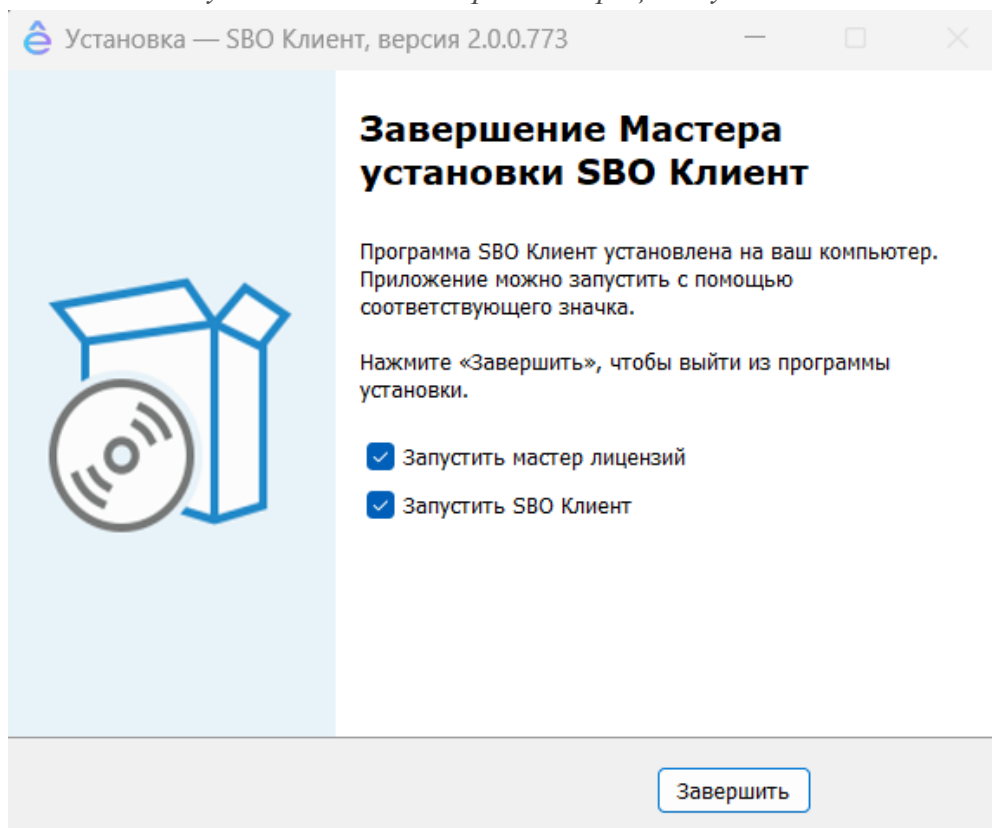 Установка — SBO Клиент, версия 2.0.0.773
Завершение Мастера
установки SBO Клиент
Программа SBO Клиент установлена на ваш компьютер.
Приложение можно запустить с помощью
соответствующего значка.
Нажмите «Завершить», чтобы выйти из программы
установки.
Запустить мастер лицензий
Запустить SBO Клиент
Завершить